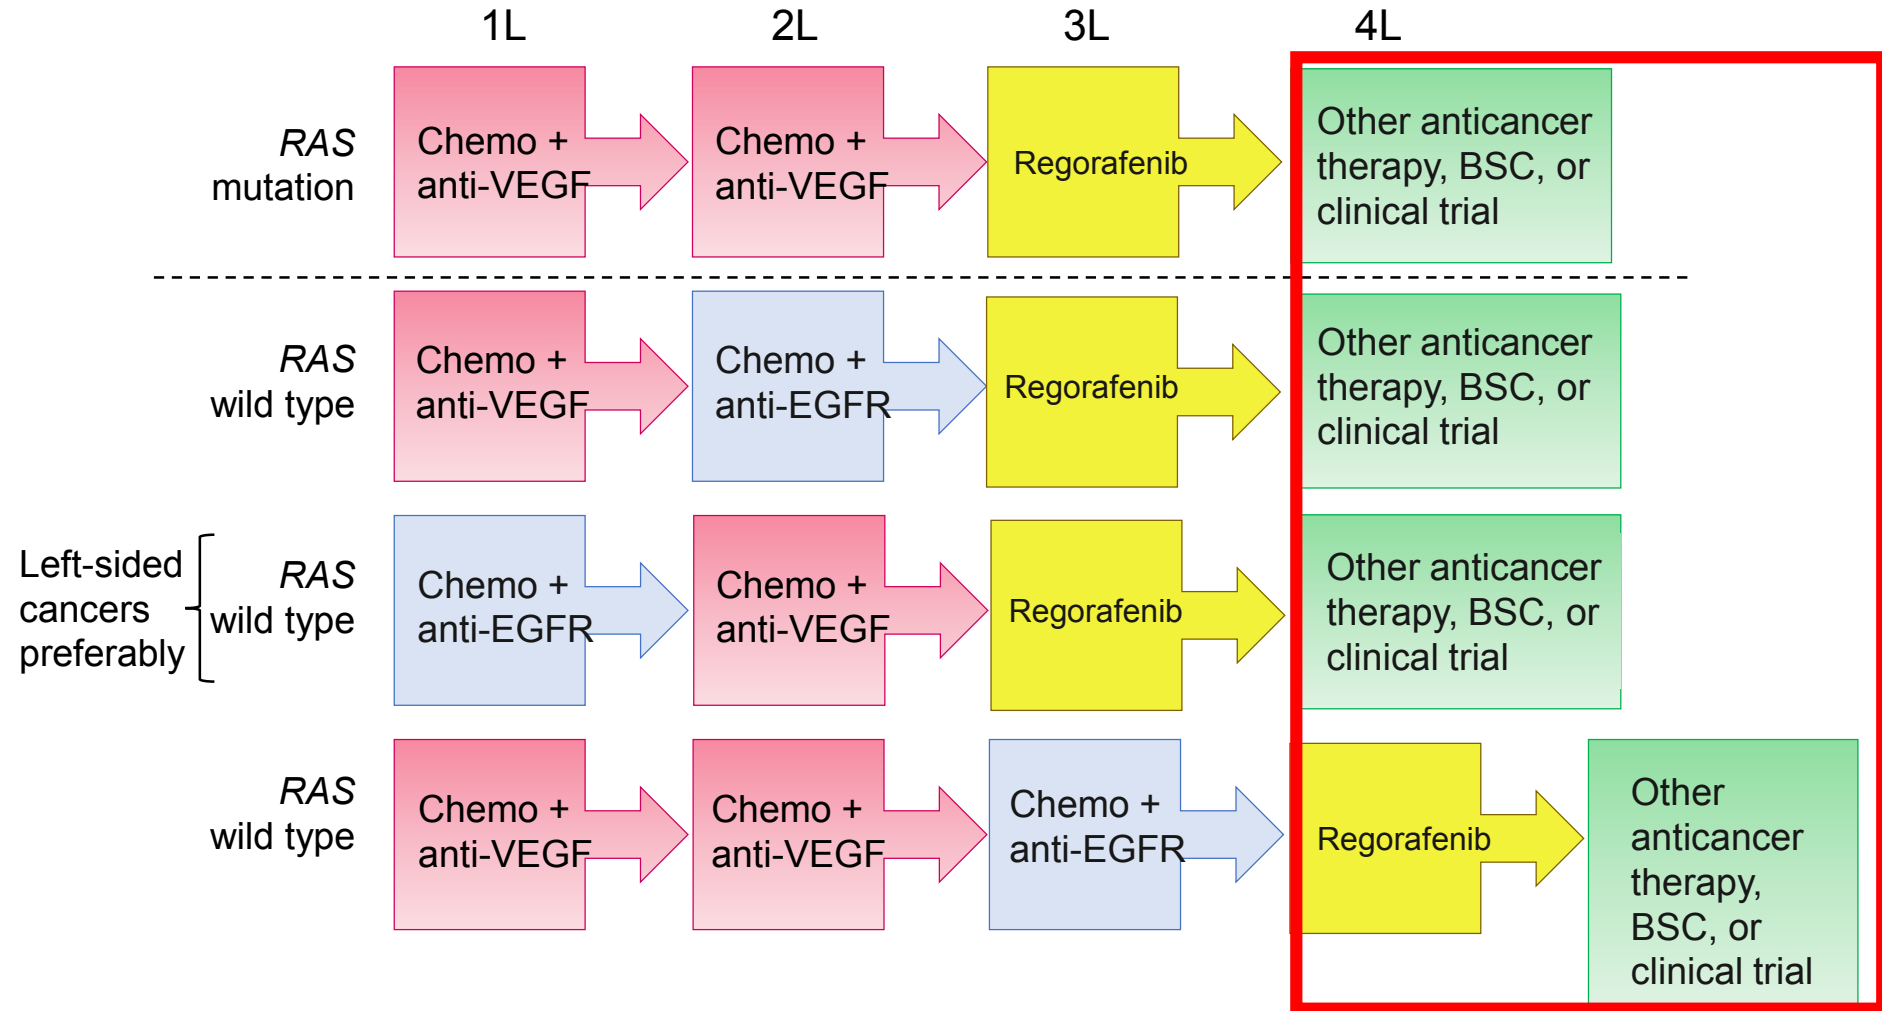 1L
2L
3L
4L
RAS
mutation
Chemo +
anti-VEGF
Chemo +
anti-VEGF
Regorafenib
Other anticancer
therapy, BSC, or
clinical trial
RAS
wild type
Chemo +
anti-VEGF
Chemo +
anti-EGFR
Regorafenib
Other anticancer
therapy, BSC, or
clinical trial
Left-sided
cancers
preferably
RAS
wild type
Chemo +
anti-EGFR
Chemo +
anti-VEGF
Regorafenib
Other anticancer
therapy, BSC, or
clinical trial
RAS
wild type
Chemo +
anti-VEGF
Chemo +
anti-VEGF
Chemo +
anti-EGFR
Regorafenib
Other
anticancer
therapy,
BSC, or
clinical trial